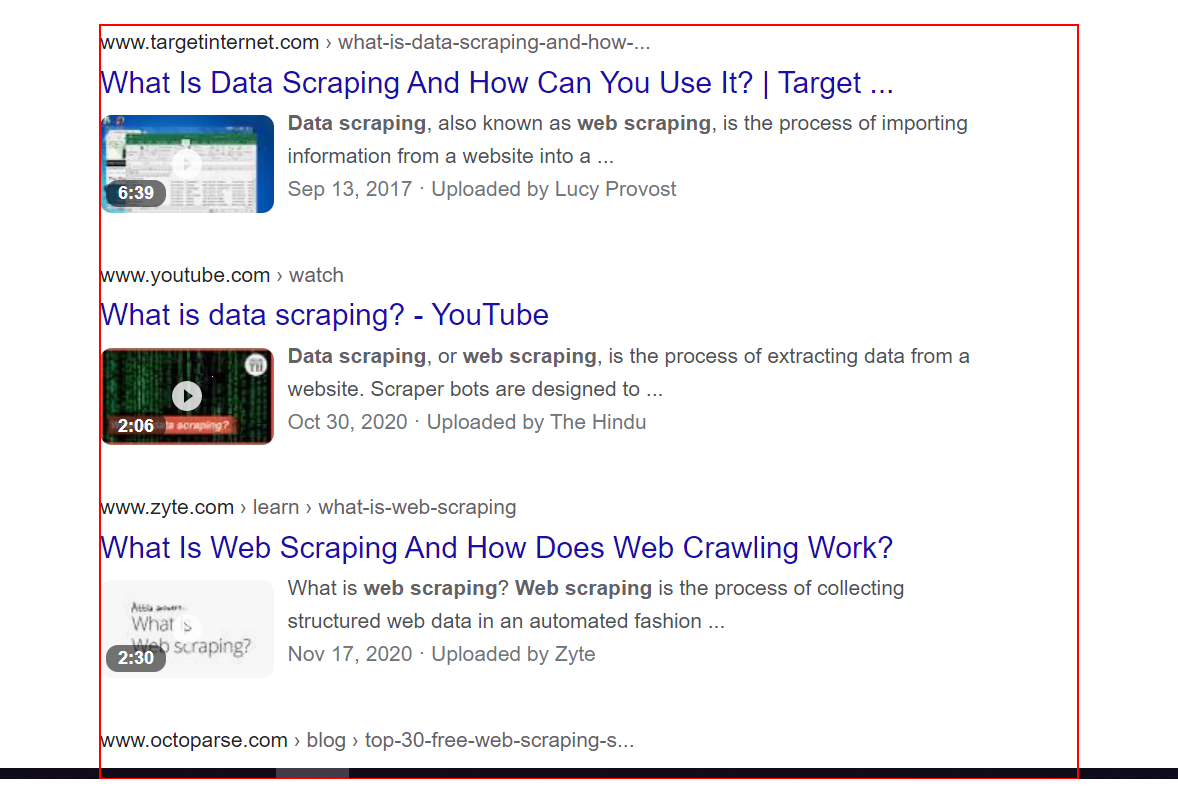 www.targetinternet.com › what-is-data-scraping-and-how-...
What Is Data Scraping And How Can You Use It? | Target ...
Data scraping, also known as web scraping, is the process of importing
information from a website into a ...
6:39
Sep 13, 2017 · Uploaded by Lucy Provost
www.youtube.com › watch
What is data scraping? - YouTube
Data scraping, or web scraping, is the process of extracting data from a
website. Scraper bots are designed to ...
2:06 data scraping?
Oct 30, 2020 · Uploaded by The Hindu
www.zyte.com › learn › what-is-web-scraping
What Is Web Scraping And How Does Web Crawling Work?
What is web scraping? Web scraping is the process of collecting
structured web data in an automated fashion ...
What is
Web scraping?
2:30
Nov 17, 2020 · Uploaded by Zyte
www.octoparse.com › blog › top-30-free-web-scraping-s...